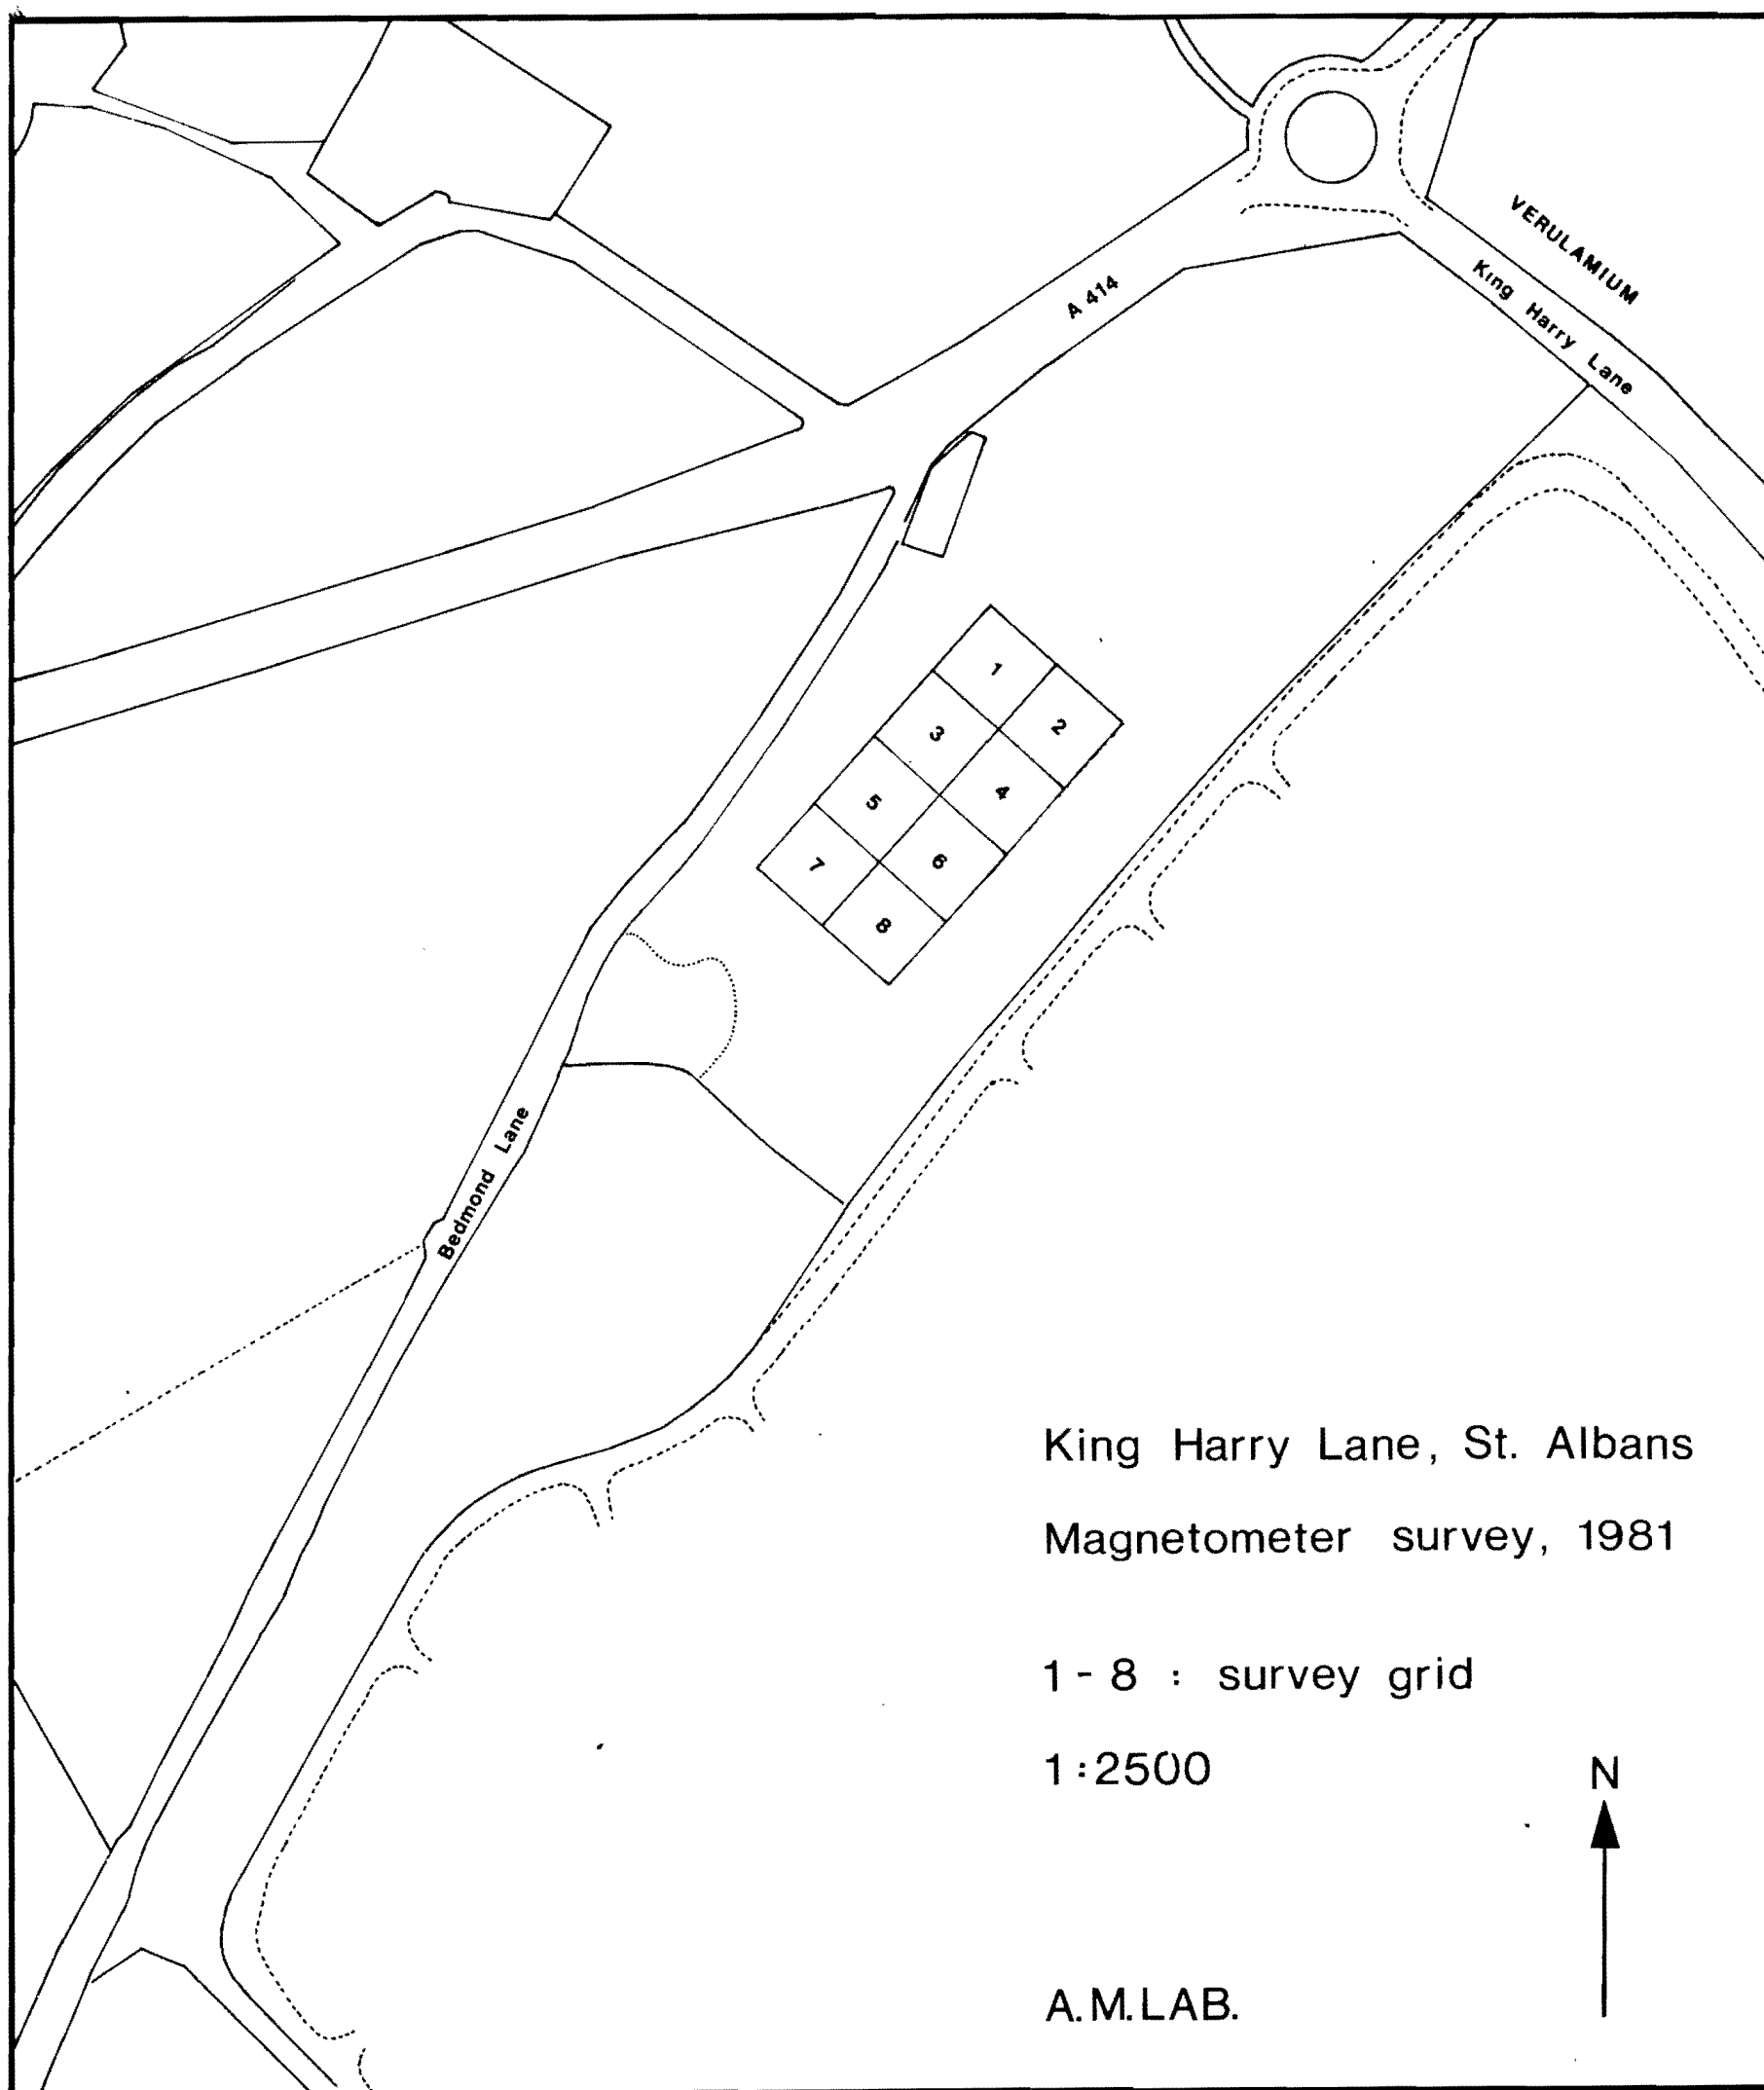 VERULAMIUM
King Harry Lane
A 414
1
2
3
4
5
6
7
8
Bedmond Lane
King Harry Lane, St. Albans
Magnetometer survey, 1981
1-8 : survey grid
1:2500
N
A.M.LAB.